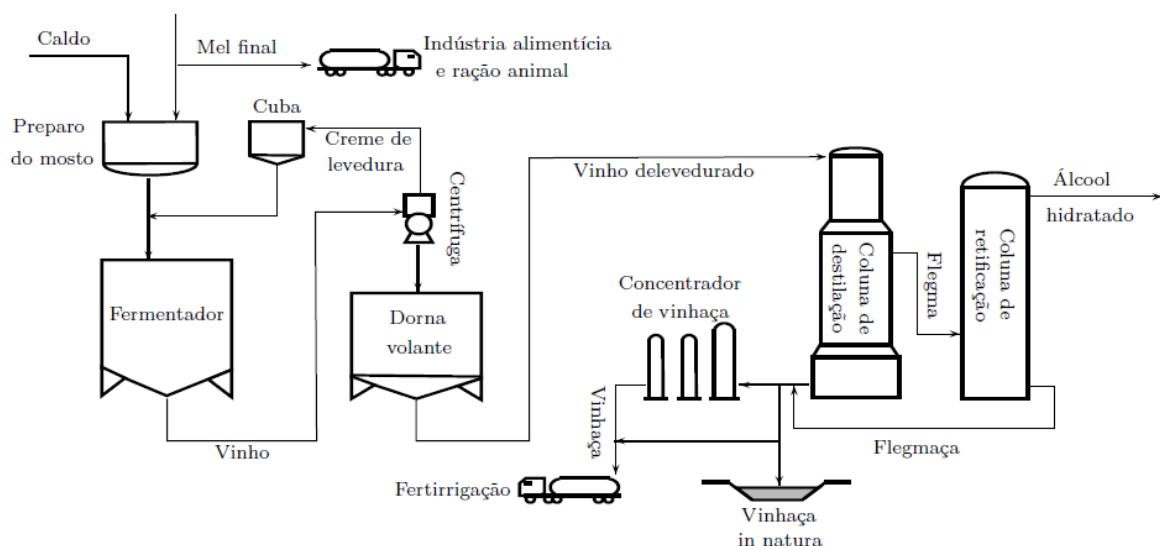 Caldo
Mel final
Indústria alimentícia
e ração animal
Preparo
do mosto
Cuba
Creme de
levedura
Centrífuga
Vinho delevedurado
Álcool
hidratado
Coluna de
destilação
Flegma
Coluna de
retificação
Fermentador
Dorna
volante
Concentrador
de vinhaça
Vinhaça
Vinho
Flegmaça
Fertirrigação
Vinhaça
in natura